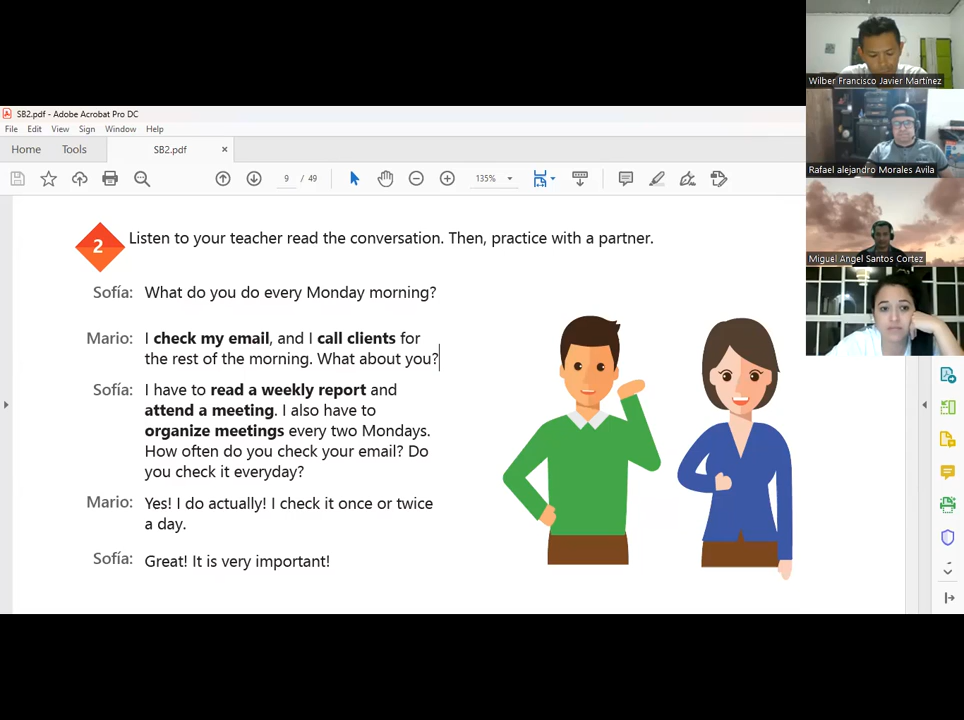 SB2.pdf - Adobe Acrobat Pro DC
File Edit View Sign Window Help
Home Tools SB2.pdf ×
9 / 49 135%
2 Listen to your teacher read the conversation. Then, practice with a partner.
Sofía: What do you do every Monday morning?
Mario: I check my email, and I call clients for
the rest of the morning. What about you?
Sofía: I have to read a weekly report and
attend a meeting. I also have to
organize meetings every two Mondays.
How often do you check your email? Do
you check it everyday?
Mario: Yes! I do actually! I check it once or twice
a day.
Sofía: Great! It is very important!
Wilber Francisco Javier Martínez
Rafael alejandro Morales Avila
Miguel Angel Santos Cortez